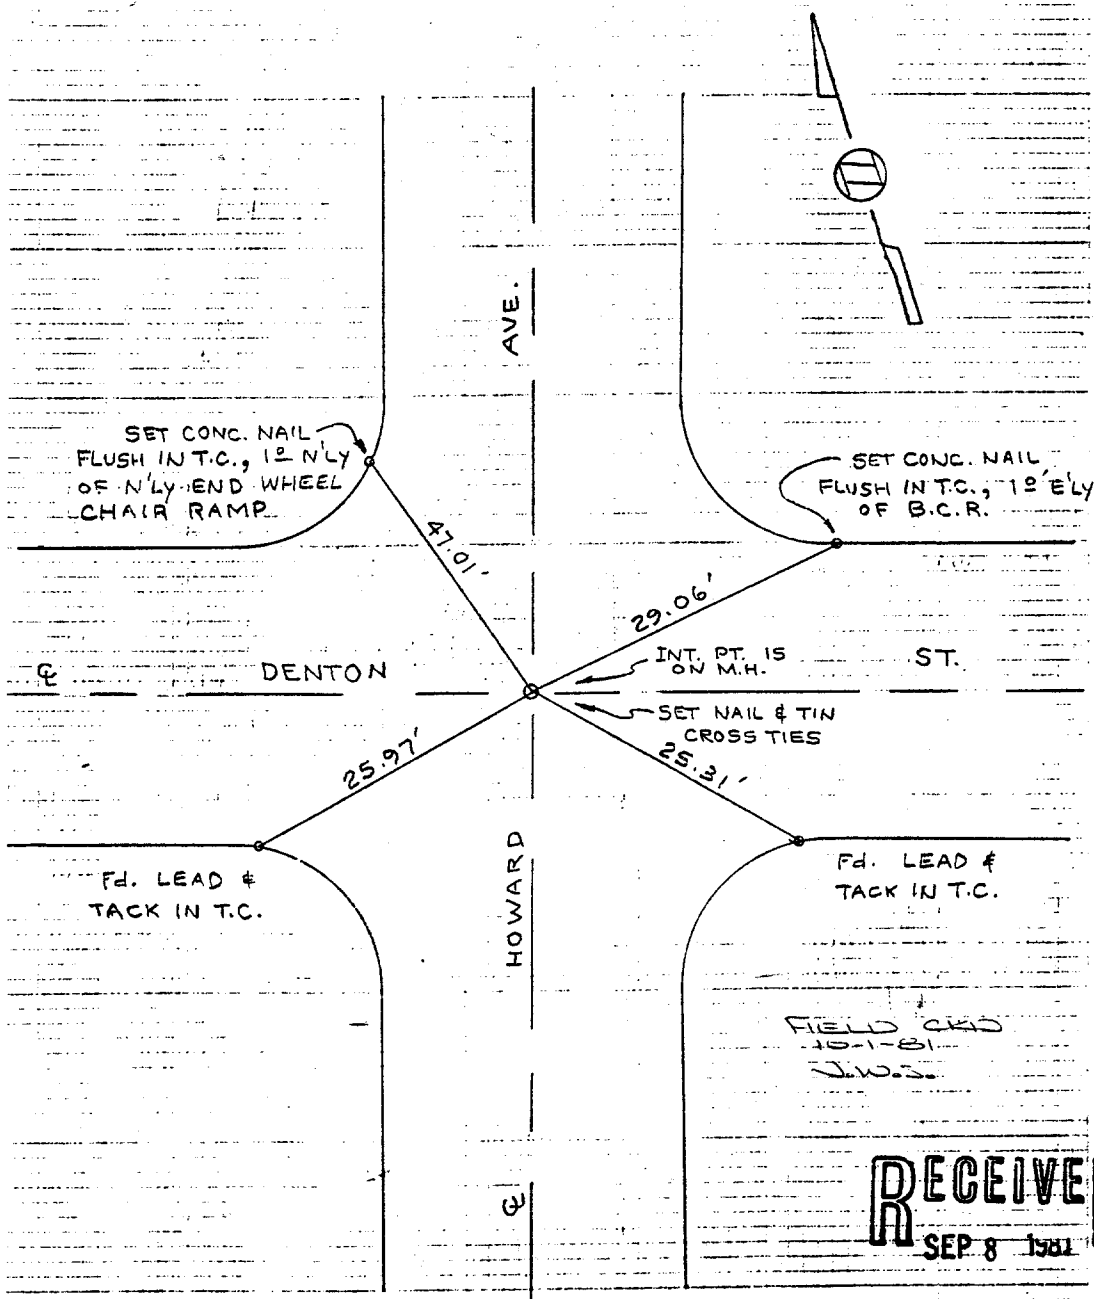 AVE.
SET CONC. NAIL
FLUSH IN T.C., 1º N'LY
OF N'LY END WHEEL
CHAIR RAMP
SET CONC. NAIL
FLUSH IN T.C., 1º E'LY
OF B.C.R.
47.01'
29.06'
℄ DENTON
INT. PT. IS
ON M.H.
ST.
SET NAIL & TIN
CROSS TIES
25.97'
25.31'
HOWARD
Fd. LEAD &
TACK IN T.C.
Fd. LEAD &
TACK IN T.C.
FIELD CKD
10-1-81
J.W.J.
℄
RECEIVE
SEP 8 1981